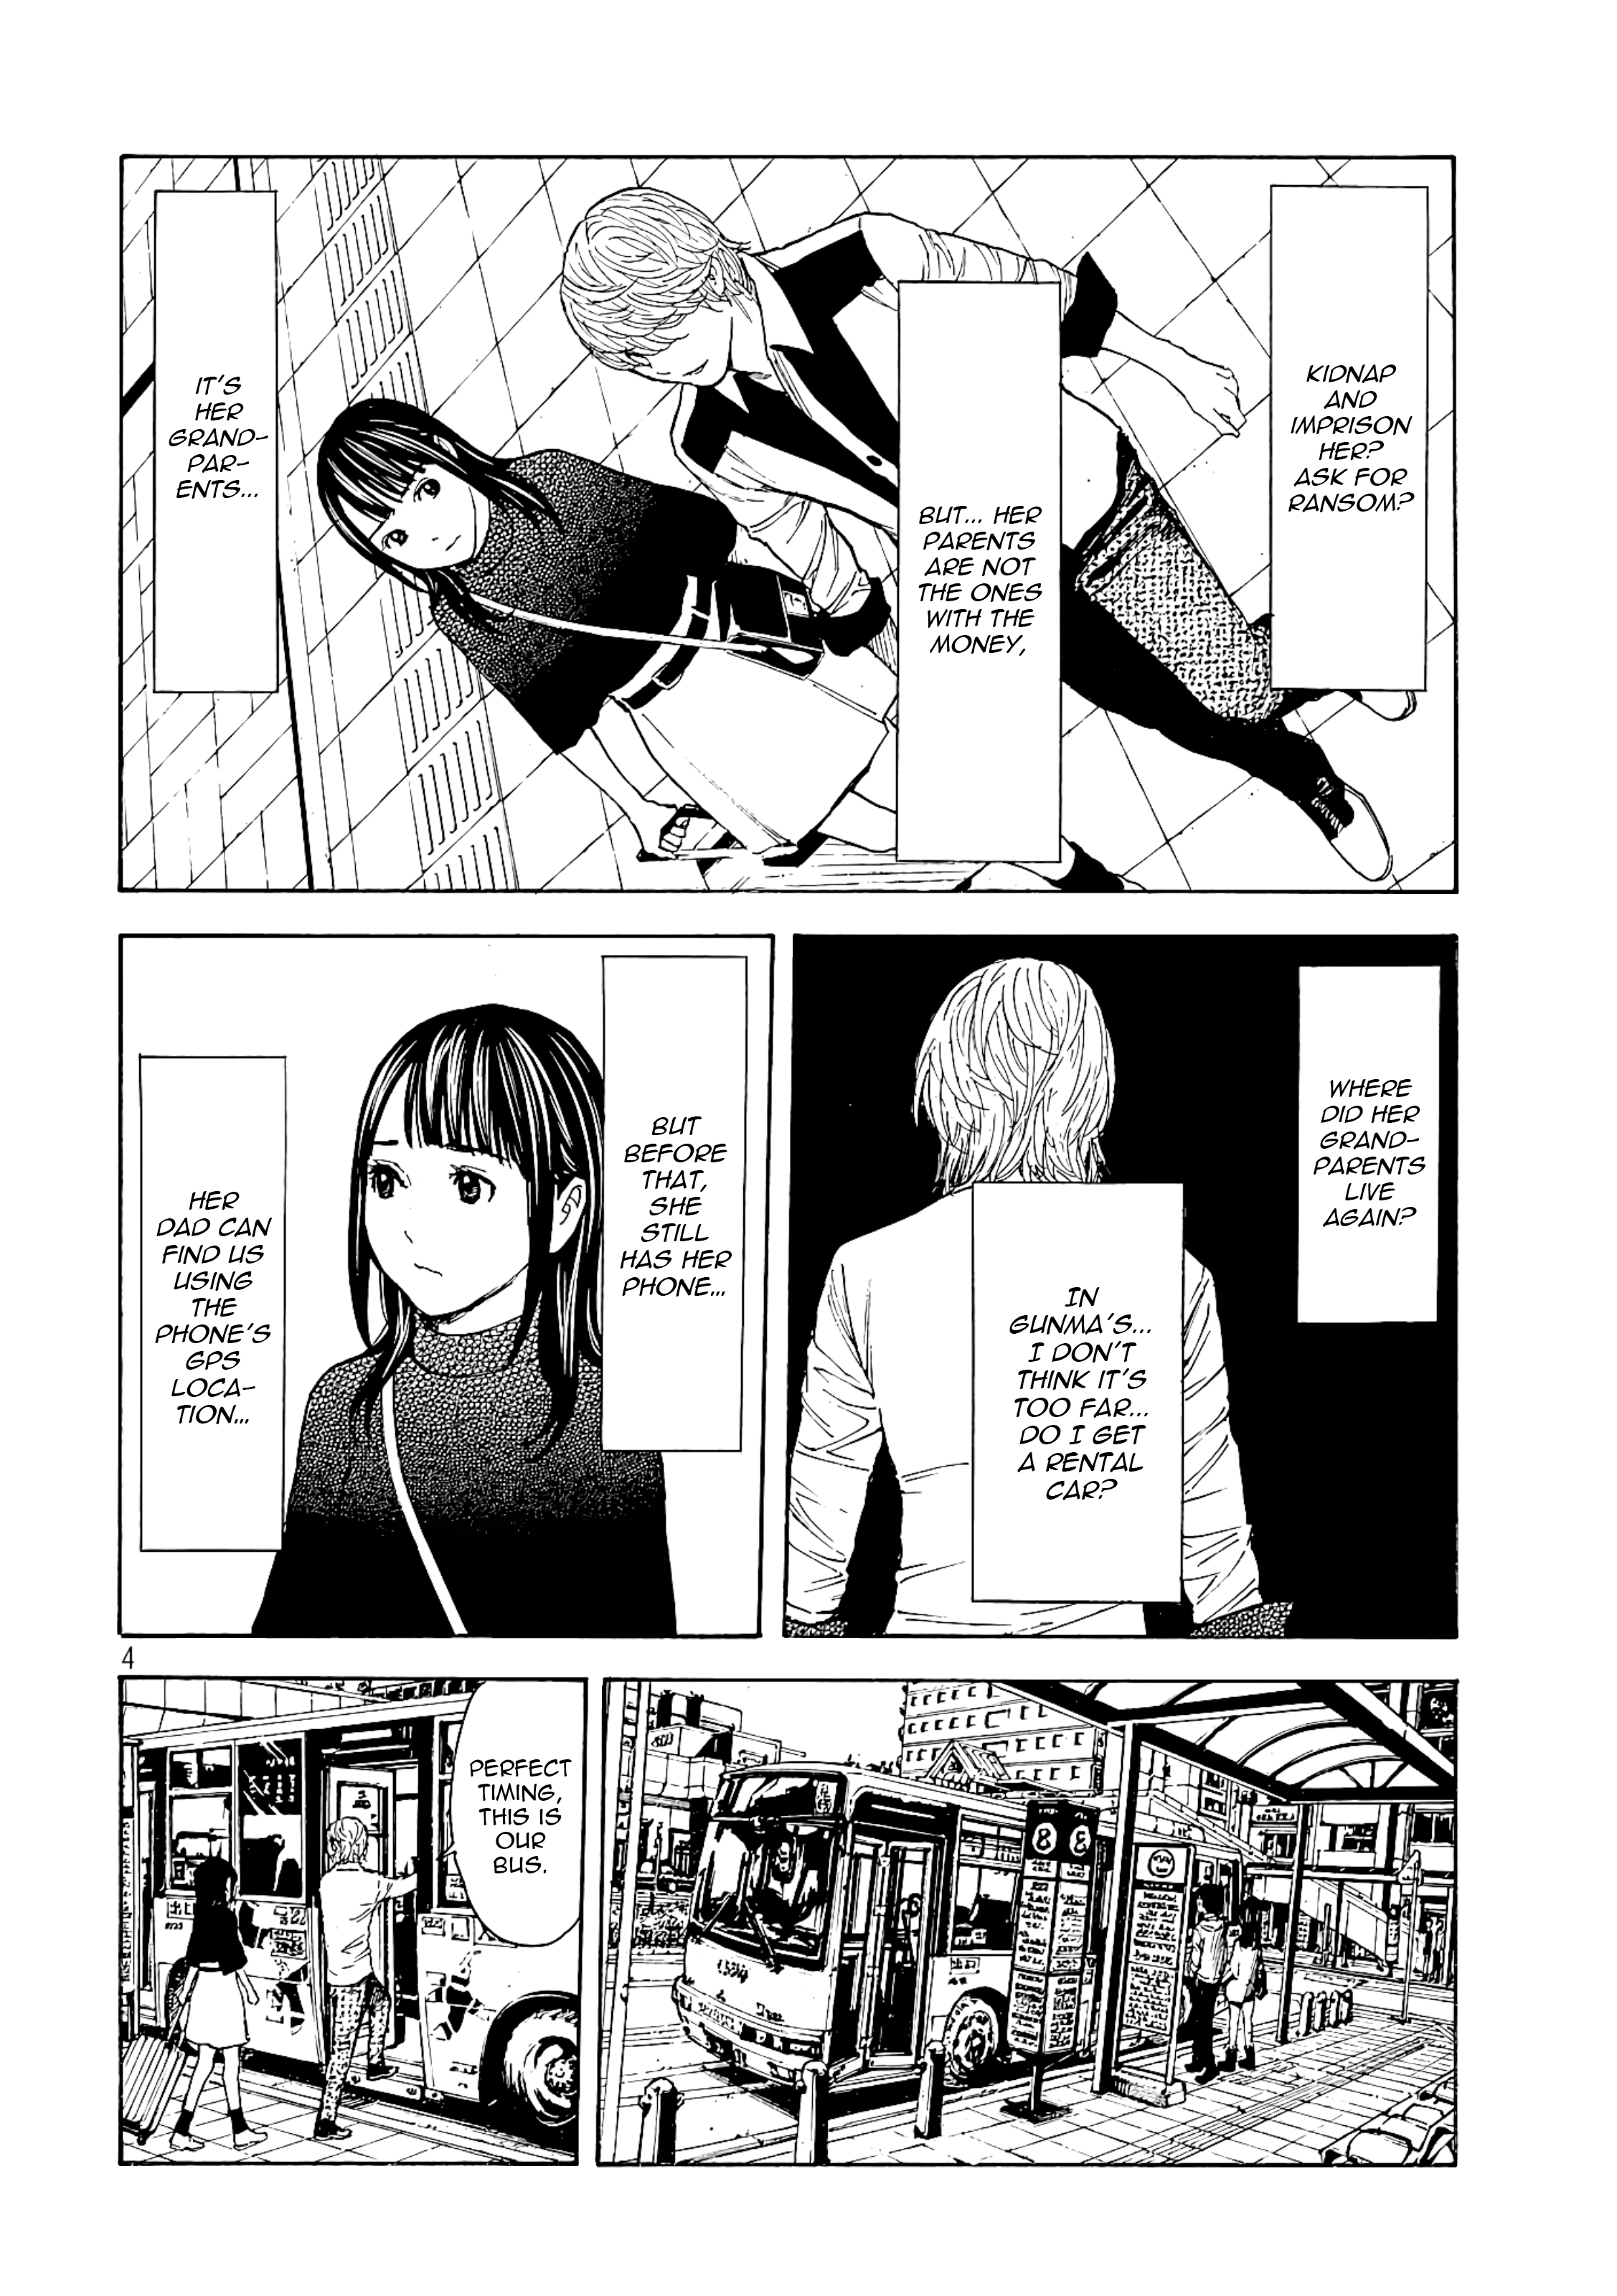 KIDNAP
AND
IMPRISON
HER?
ASK FOR
RANSOM?
BUT... HER
PARENTS
ARE NOT
THE ONES
WITH THE
MONEY,
IT'S
HER
GRAND-
PAR-
ENTS...
WHERE
DID HER
GRAND-
PARENTS
LIVE
AGAIN?
IN
GUNMA'S...
I DON'T
THINK IT'S
TOO FAR...
DO I GET
A RENTAL
CAR?
BUT
BEFORE
THAT,
SHE
STILL
HAS HER
PHONE...
HER
DAD CAN
FIND US
USING
THE
PHONE'S
GPS
LOCA-
TION...
4
8 8
PERFECT
TIMING,
THIS IS
OUR
BUS.